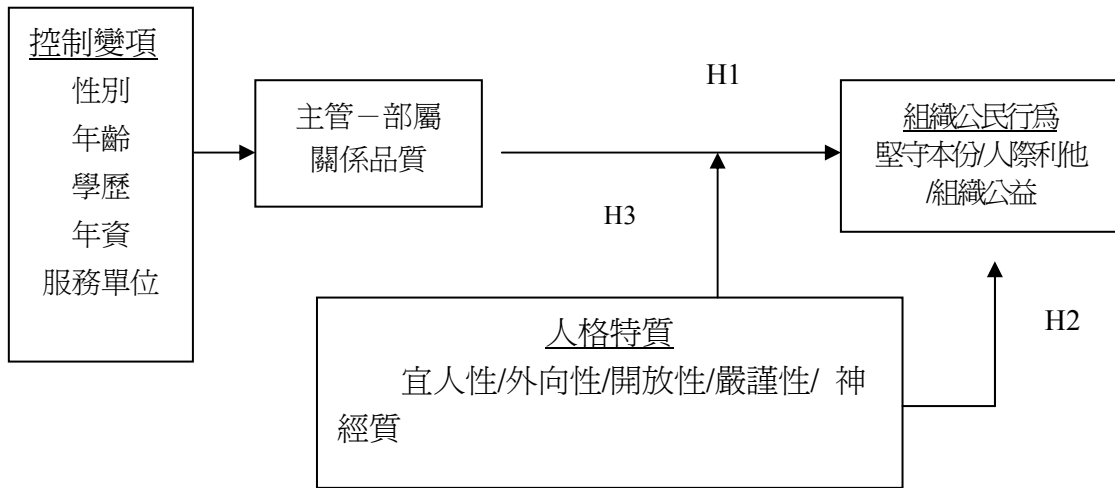 控制變項
性別
年齡
學歷
年資
服務單位
主管－部屬
關係品質
H1
組織公民行為
堅守本份/人際利他
/組織公益
H3
人格特質
宜人性/外向性/開放性/嚴謹性/ 神
經質
H2